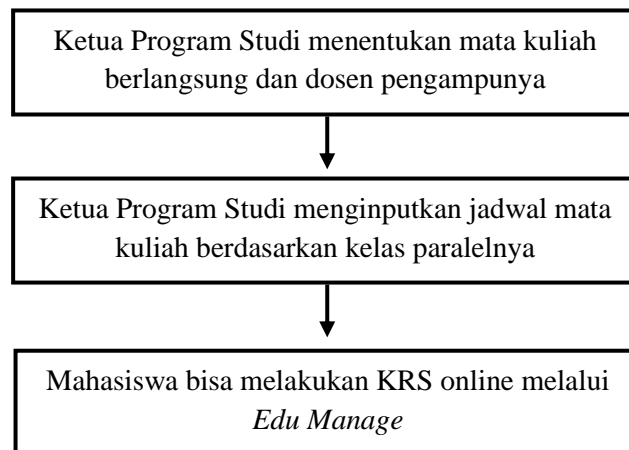 Ketua Program Studi menentukan mata kuliah
berlangsung dan dosen pengampunya
Ketua Program Studi menginputkan jadwal mata
kuliah berdasarkan kelas paralelnya
Mahasiswa bisa melakukan KRS online melalui
Edu Manage